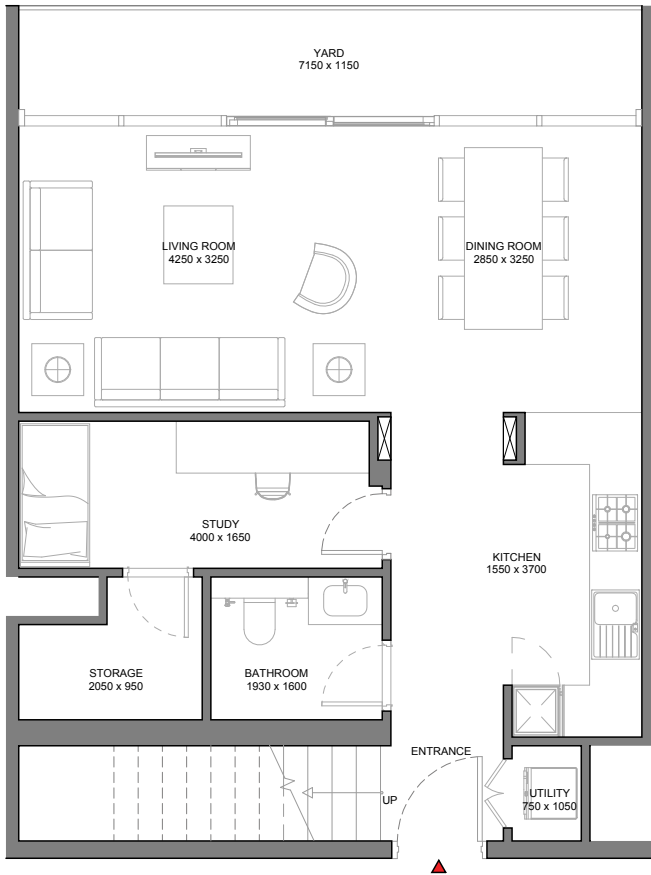 YARD
7150 x 1150
LIVING ROOM
4250 x 3250
DINING ROOM
2850 x 3250
STUDY
4000 x 1650
KITCHEN
1550 x 3700
STORAGE
2050 x 950
BATHROOM
1930 x 1600
ENTRANCE
UP
UTILITY
750 x 1050